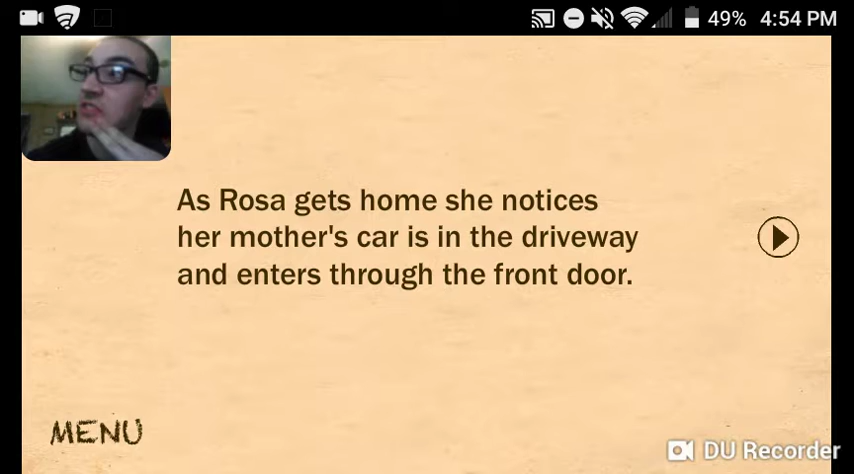 49% 4:54 PM
As Rosa gets home she notices
her mother's car is in the driveway
and enters through the front door.
MENU
DU Recorder